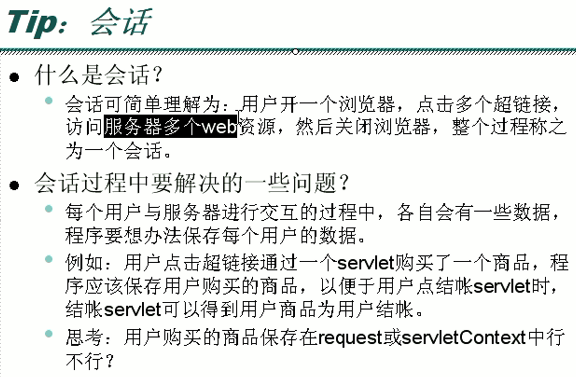 Tip：会话
什么是会话？
会话可简单理解为：用户开一个浏览器，点击多个超链接，
访问服务器多个web资源，然后关闭浏览器，整个过程称之
为一个会话。
会话过程中要解决的一些问题？
每个用户与服务器进行交互的过程中，各自会有一些数据，
程序要想办法保存每个用户的数据。
例如：用户点击超链接通过一个servlet购买了一个商品，程
序应该保存用户购买的商品，以便于用户点结帐servlet时，
结帐servlet可以得到用户商品为用户结帐。
思考：用户购买的商品保存在request或servletContext中行
不行？